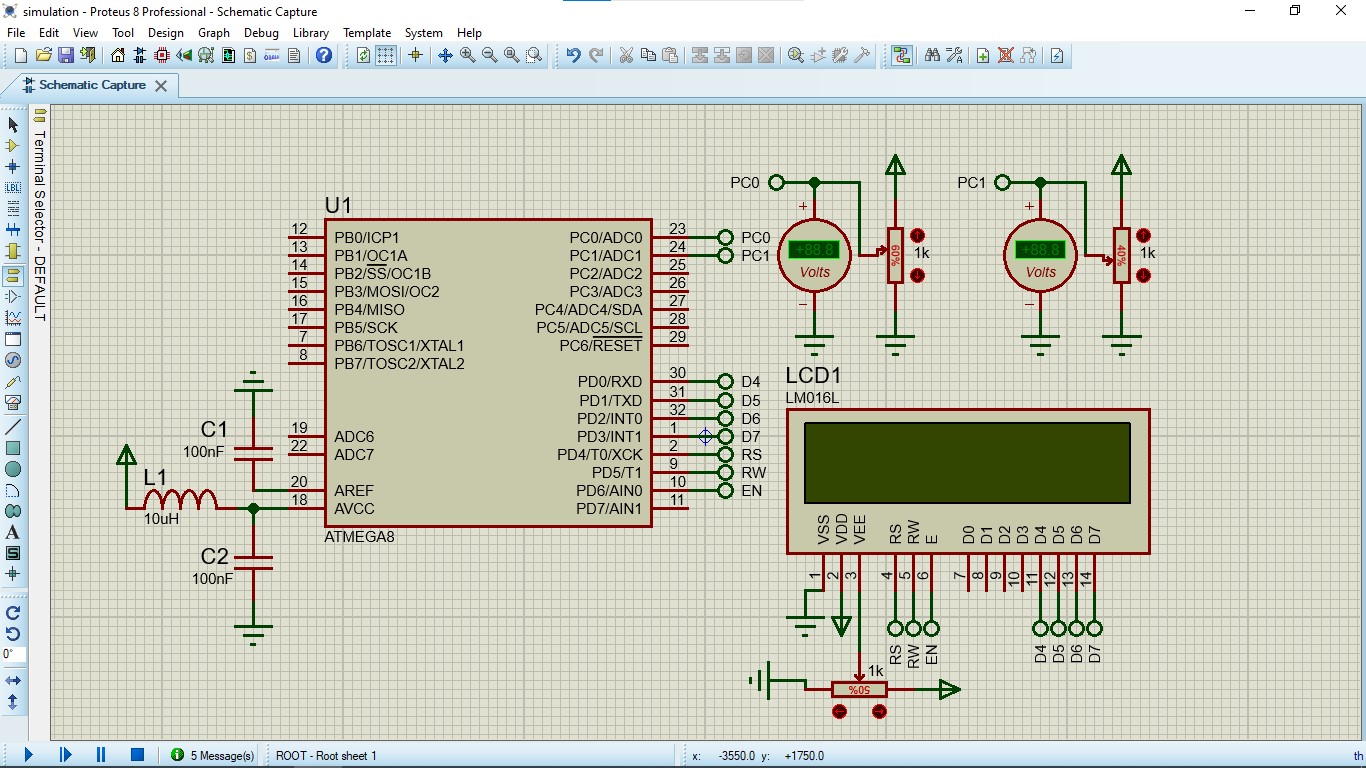 simulation - Proteus 8 Professional - Schematic Capture
File Edit View Tool Design Graph Debug Library Template System Help
Schematic Capture
Terminal Selector - DEFAULT
LBL
A
S
0°
U1
12 PB0/ICP1
13 PB1/OC1A
14 PB2/SS/OC1B
15 PB3/MOSI/OC2
16 PB4/MISO
17 PB5/SCK
7 PB6/TOSC1/XTAL1
8 PB7/TOSC2/XTAL2
19 ADC6
22 ADC7
20 AREF
18 AVCC
PC0/ADC0 23 PC0
PC1/ADC1 24 PC1
PC2/ADC2 25
PC3/ADC3 26
PC4/ADC4/SDA 27
PC5/ADC5/SCL 28
PC6/RESET 29
PD0/RXD 30 D4
PD1/TXD 31 D5
PD2/INT0 32 D6
PD3/INT1 1 D7
PD4/T0/XCK 2 RS
PD5/T1 9 RW
PD6/AIN0 10 EN
PD7/AIN1 11
ATMEGA8
C1
100nF
L1
10uH
C2
100nF
PC0
+
+88.8
Volts
−
60%
1k
PC1
+
+88.8
Volts
−
40%
1k
LCD1
LM016L
VSS VDD VEE RS RW E D0 D1 D2 D3 D4 D5 D6 D7
1 2 3 4 5 6 7 8 9 10 11 12 13 14
RS RW EN D4 D5 D6 D7
1k
50%
5 Message(s) ROOT - Root sheet 1 x: -3550.0 y: +1750.0 th